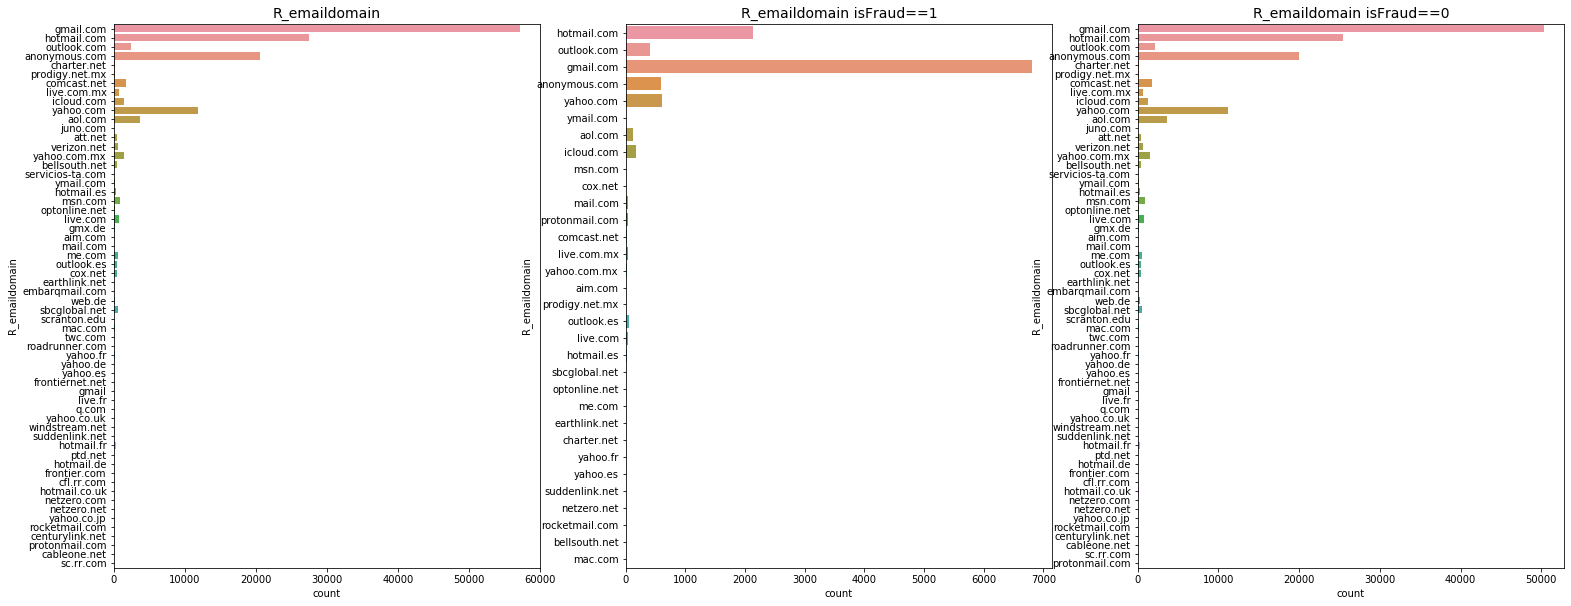 R_emaildomain
gmail.com
hotmail.com
outlook.com
anonymous.com
charter.net
prodigy.net.mx
comcast.net
live.com.mx
icloud.com
yahoo.com
aol.com
juno.com
att.net
verizon.net
yahoo.com.mx
bellsouth.net
servicios-ta.com
ymail.com
hotmail.es
msn.com
optonline.net
live.com
gmx.de
aim.com
mail.com
me.com
outlook.es
cox.net
earthlink.net
embarqmail.com
web.de
sbcglobal.net
scranton.edu
mac.com
twc.com
roadrunner.com
yahoo.fr
yahoo.de
yahoo.es
frontiernet.net
gmail
live.fr
q.com
yahoo.co.uk
windstream.net
suddenlink.net
hotmail.fr
ptd.net
hotmail.de
frontier.com
cfl.rr.com
hotmail.co.uk
netzero.com
netzero.net
yahoo.co.jp
rocketmail.com
centurylink.net
protonmail.com
cableone.net
sc.rr.com
R_emaildomain
0 10000 20000 30000 40000 50000 60000
count
R_emaildomain isFraud==1
hotmail.com
outlook.com
gmail.com
anonymous.com
yahoo.com
ymail.com
aol.com
icloud.com
msn.com
cox.net
mail.com
protonmail.com
comcast.net
live.com.mx
yahoo.com.mx
aim.com
prodigy.net.mx
outlook.es
live.com
hotmail.es
sbcglobal.net
optonline.net
me.com
earthlink.net
charter.net
yahoo.fr
yahoo.es
suddenlink.net
netzero.net
rocketmail.com
bellsouth.net
mac.com
R_emaildomain
0 1000 2000 3000 4000 5000 6000 7000
count
R_emaildomain isFraud==0
gmail.com
hotmail.com
outlook.com
anonymous.com
charter.net
prodigy.net.mx
comcast.net
live.com.mx
icloud.com
yahoo.com
aol.com
juno.com
att.net
verizon.net
yahoo.com.mx
bellsouth.net
servicios-ta.com
ymail.com
hotmail.es
msn.com
optonline.net
live.com
gmx.de
aim.com
mail.com
me.com
outlook.es
cox.net
earthlink.net
embarqmail.com
web.de
sbcglobal.net
scranton.edu
mac.com
twc.com
roadrunner.com
yahoo.fr
yahoo.de
yahoo.es
frontiernet.net
gmail
live.fr
q.com
yahoo.co.uk
windstream.net
suddenlink.net
hotmail.fr
ptd.net
hotmail.de
frontier.com
cfl.rr.com
hotmail.co.uk
netzero.com
netzero.net
yahoo.co.jp
rocketmail.com
centurylink.net
cableone.net
sc.rr.com
protonmail.com
R_emaildomain
0 10000 20000 30000 40000 50000
count